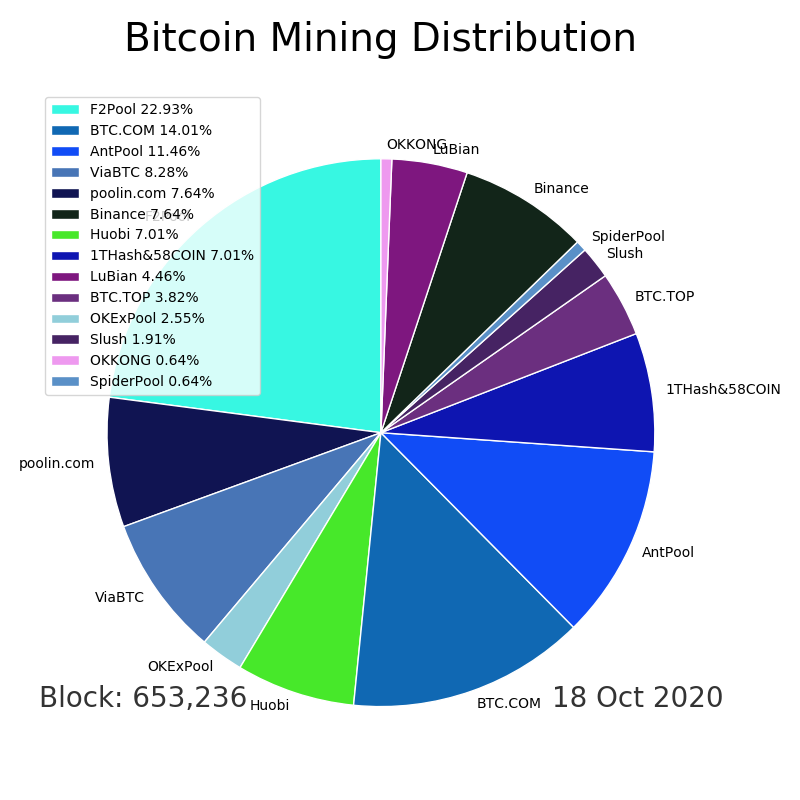 Bitcoin Mining Distribution
F2Pool 22.93%
BTC.COM 14.01%
AntPool 11.46%
ViaBTC 8.28%
poolin.com 7.64%
Binance 7.64%
Huobi 7.01%
1THash&58COIN 7.01%
LuBian 4.46%
BTC.TOP 3.82%
OKExPool 2.55%
Slush 1.91%
OKKONG 0.64%
SpiderPool 0.64%
OKKONG
LuBian
Binance
SpiderPool
Slush
BTC.TOP
1THash&58COIN
AntPool
BTC.COM
Huobi
OKExPool
ViaBTC
poolin.com
Block: 653,236
18 Oct 2020